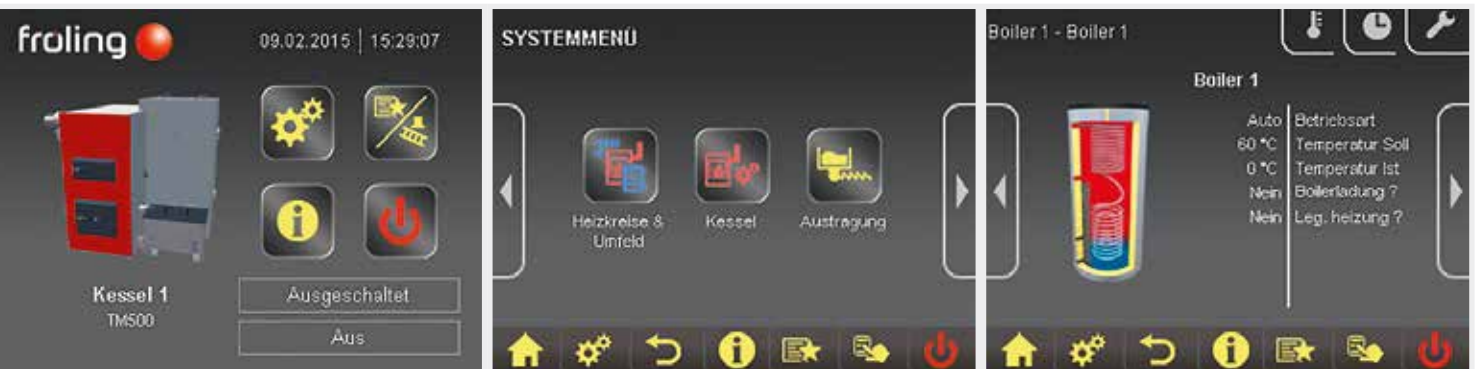 froling
09.02.2015 | 15:29:07
Kessel 1
TM500
Ausgeschaltet
Aus
SYSTEMMENÜ
Heizkreise &
Umfeld
Kessel
Austragung
Boiler 1 - Boiler 1
Boiler 1
Auto Betriebsart
60 °C Temperatur Soll
0 °C Temperatur Ist
Nein Boilerladung ?
Nein Leg. heizung ?